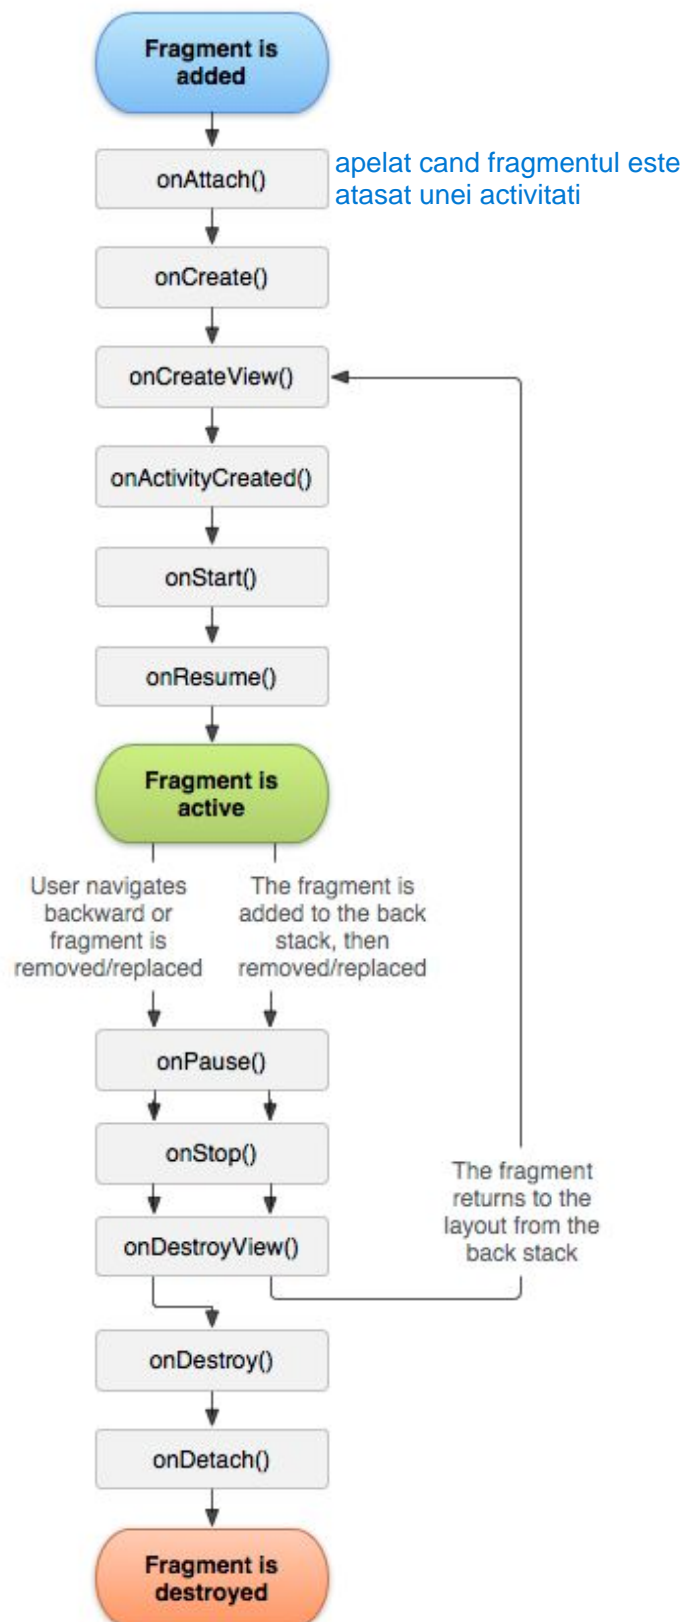 Fragment is
added
onAttach()
apelat cand fragmentul este
atasat unei activitati
onCreate()
onCreateView()
onActivityCreated()
onStart()
onResume()
Fragment is
active
User navigates
backward or
fragment is
removed/replaced
The fragment is
added to the back
stack, then
removed/replaced
onPause()
onStop()
onDestroyView()
The fragment
returns to the
layout from the
back stack
onDestroy()
onDetach()
Fragment is
destroyed